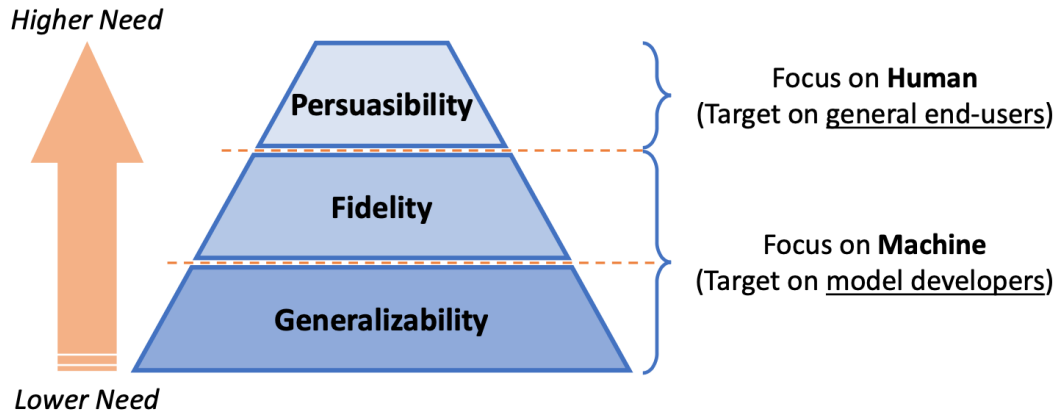 Higher Need
Persuasibility
Focus on Human
(Target on general end-users)
Fidelity
Focus on Machine
(Target on model developers)
Generalizability
Lower Need